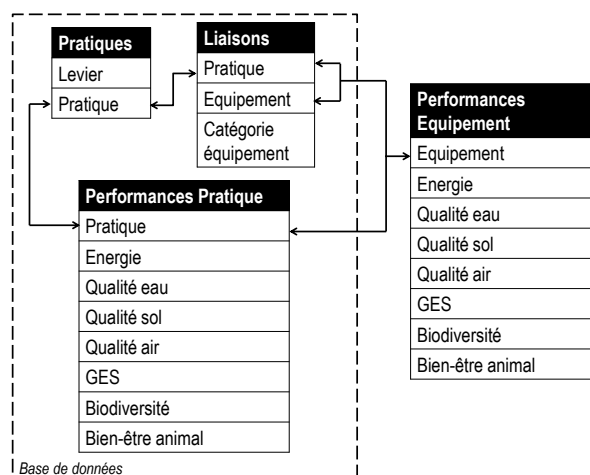 Pratiques
Levier
Pratique
Liaisons
Pratique
Equipement
Catégorie
équipement
Performances
Equipement
Equipement
Energie
Qualité eau
Qualité sol
Qualité air
GES
Biodiversité
Bien-être animal
Performances Pratique
Pratique
Energie
Qualité eau
Qualité sol
Qualité air
GES
Biodiversité
Bien-être animal
Base de données